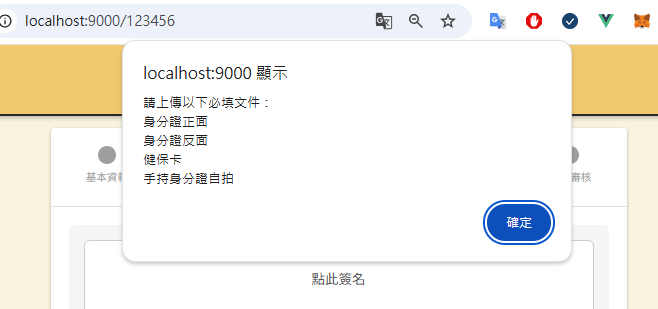 localhost:9000/123456
localhost:9000 顯示
請上傳以下必填文件：
身分證正面
身分證反面
健保卡
手持身分證自拍
確定
基本資
審核
點此簽名